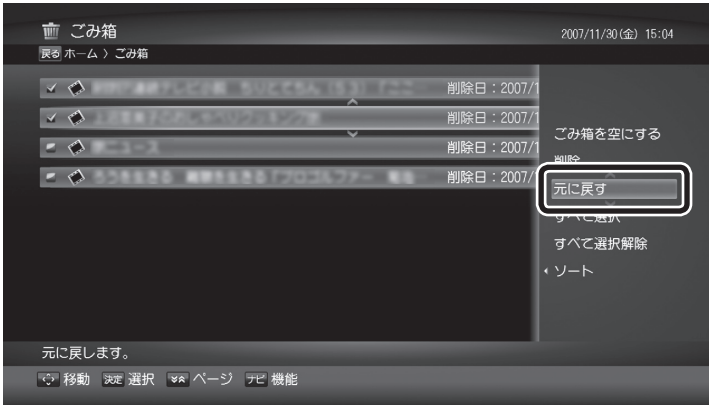 ごみ箱
2007/11/30(金) 15:04
戻る ホーム 〉 ごみ箱
削除日：2007/1
削除日：2007/1
削除日：2007/1
削除日：2007/
ごみ箱を空にする
削除
元に戻す
すべて選択
すべて選択解除
ソート
元に戻します。
移動 決定 選択 ページ ナビ 機能